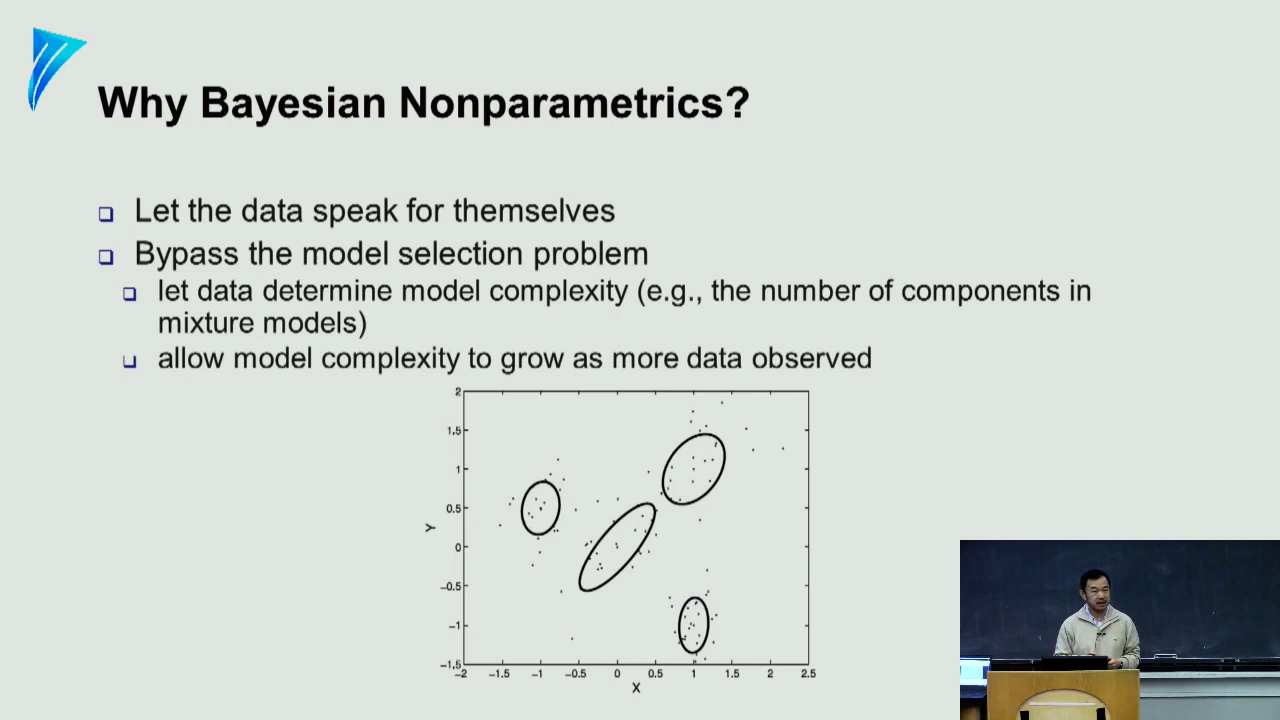 Why Bayesian Nonparametrics?
Let the data speak for themselves
Bypass the model selection problem
let data determine model complexity (e.g., the number of components in
mixture models)
allow model complexity to grow as more data observed
2
1.5
1
0.5
0
−0.5
−1
−1.5
Y
−2 −1.5 −1 −0.5 0 0.5 1 1.5 2 2.5
X